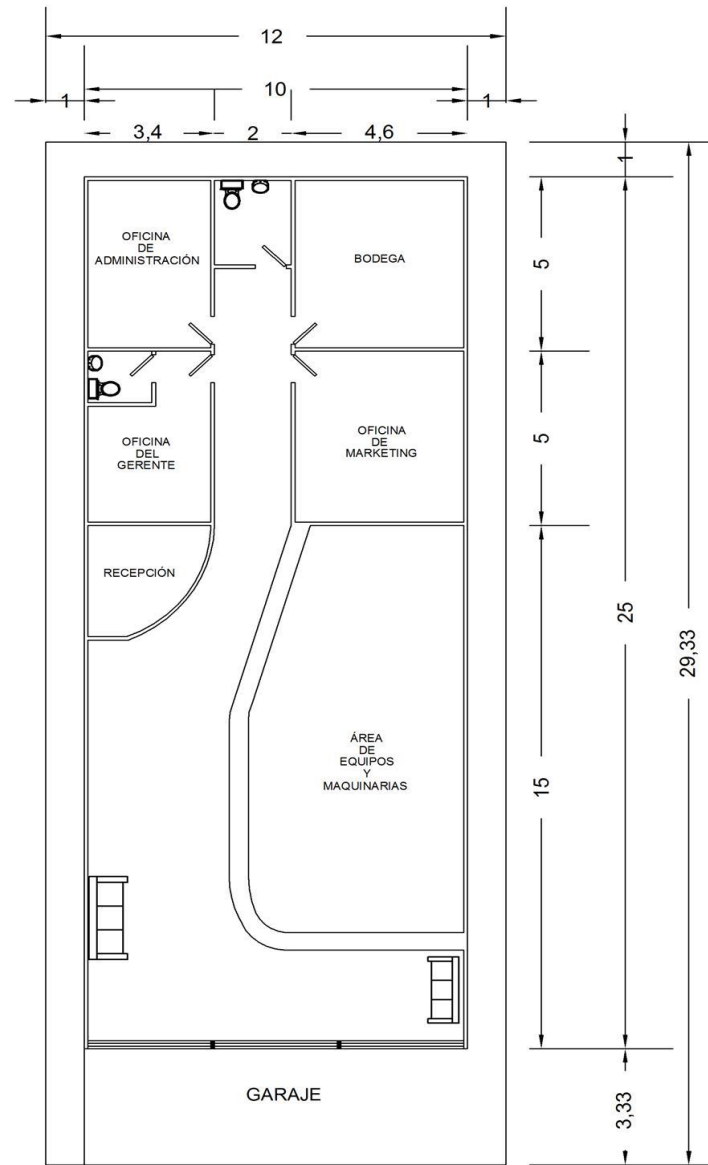 12
10
1
1
3,4
2
4,6
1
OFICINA
DE
ADMINISTRACIÓN
BODEGA
5
OFICINA
DEL
GERENTE
OFICINA
DE
MARKETING
5
RECEPCIÓN
25
29,33
ÁREA
DE
EQUIPOS
Y
MAQUINARIAS
15
GARAJE
3,33